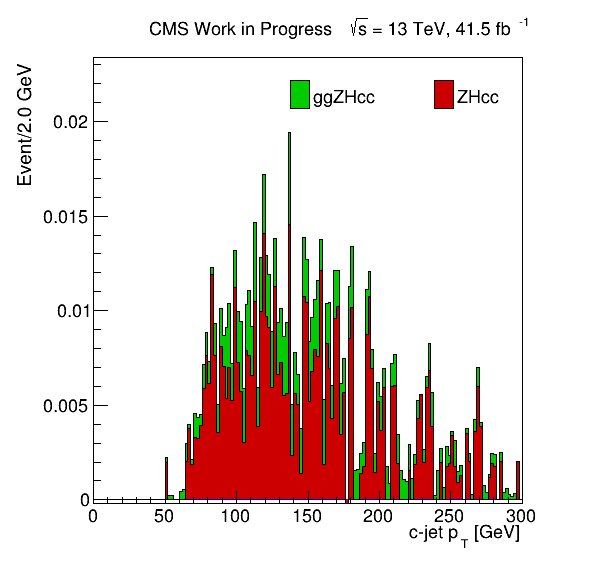 CMS Work in Progress √s = 13 TeV, 41.5 fb⁻¹
Event/2.0 GeV
ggZHcc ZHcc
0.02
0.015
0.01
0.005
0
0 50 100 150 200 250 300
c-jet p_T [GeV]